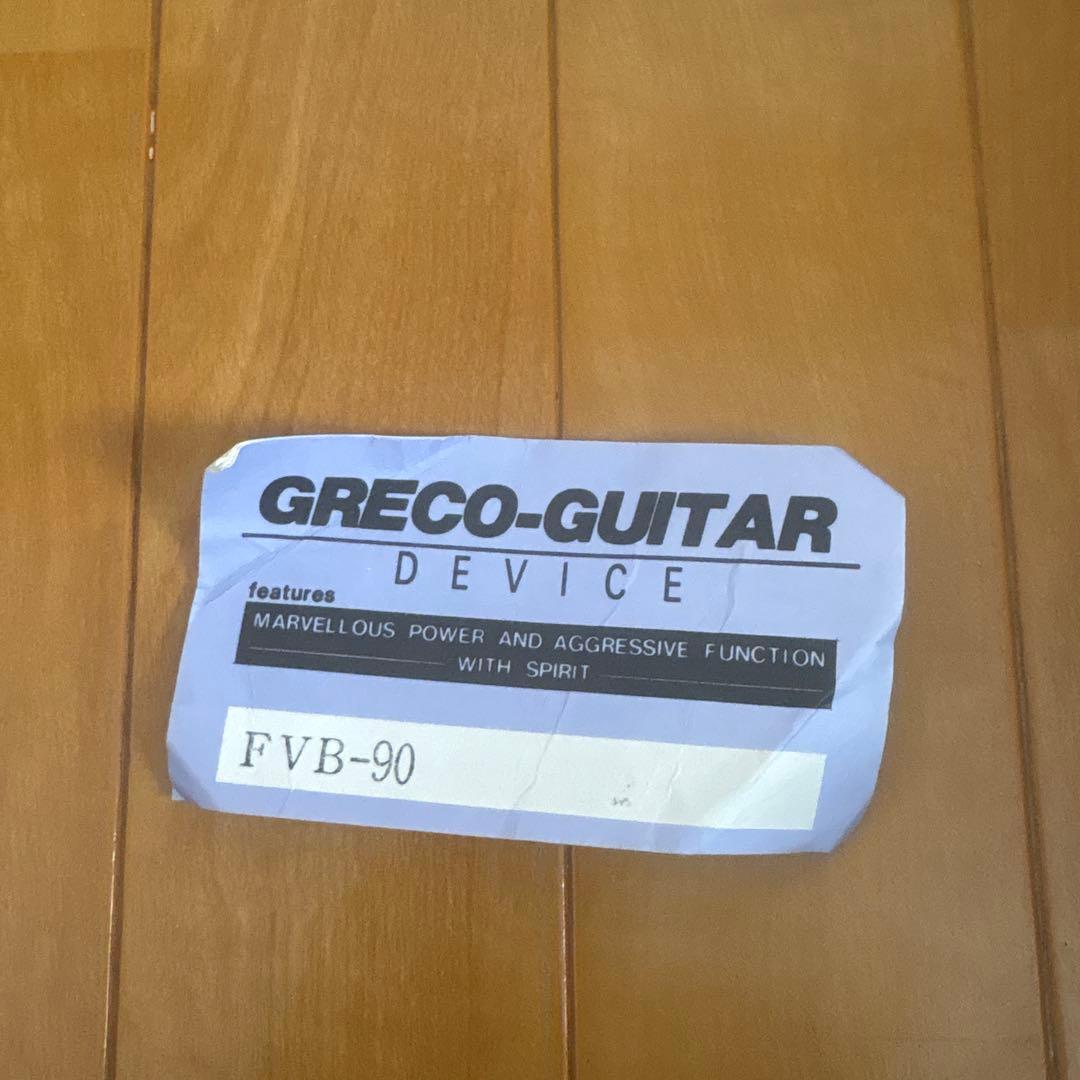 GRECO-GUITAR
DEVICE
features
MARVELLOUS POWER AND AGGRESSIVE FUNCTION
WITH SPIRIT
FVB-90